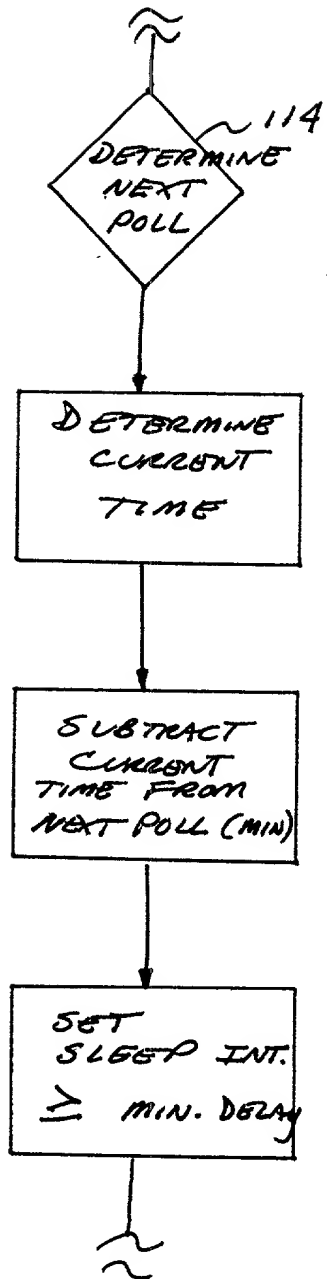 114
DETERMINE
NEXT
POLL
DETERMINE
CURRENT
TIME
SUBTRACT
CURRENT
TIME FROM
NEXT POLL (MIN)
SET
SLEEP INT.
≥ MIN. DELAY